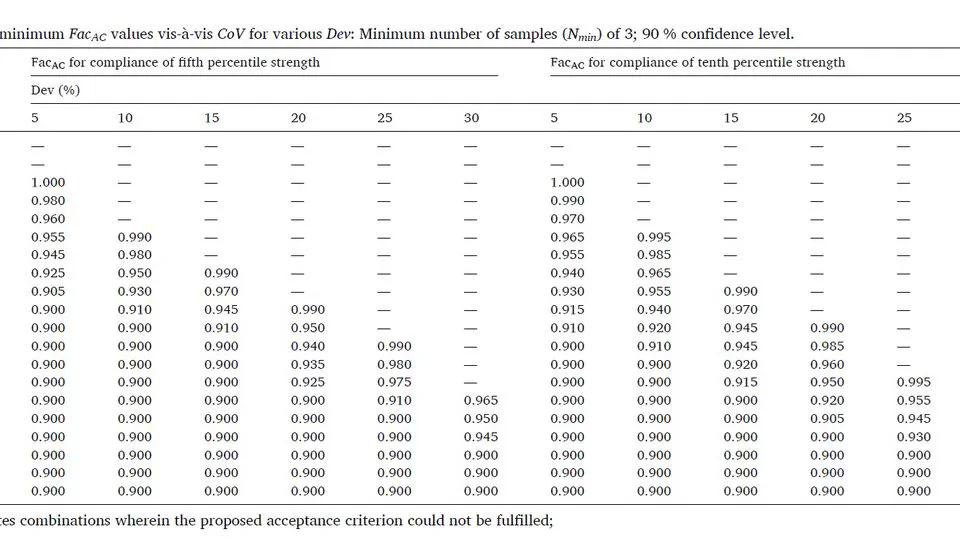 minimum FacAC values vis-à-vis CoV for various Dev: Minimum number of samples (Nmin) of 3; 90 % confidence level.
FacAC for compliance of fifth percentile strength FacAC for compliance of tenth percentile strength
Dev (%)
5 10 15 20 25 30 5 10 15 20 25
— — — — — — — — — — —
— — — — — — — — — — —
1.000 — — — — — 1.000 — — — —
0.980 — — — — — 0.990 — — — —
0.960 — — — — — 0.970 — — — —
0.955 0.990 — — — — 0.965 0.995 — — —
0.945 0.980 — — — — 0.955 0.985 — — —
0.925 0.950 0.990 — — — 0.940 0.965 — — —
0.905 0.930 0.970 — — — 0.930 0.955 0.990 — —
0.900 0.910 0.945 0.990 — — 0.915 0.940 0.970 — —
0.900 0.900 0.910 0.950 — — 0.910 0.920 0.945 0.990 —
0.900 0.900 0.900 0.940 0.990 — 0.900 0.910 0.945 0.985 —
0.900 0.900 0.900 0.935 0.980 — 0.900 0.900 0.920 0.960 —
0.900 0.900 0.900 0.925 0.975 — 0.900 0.900 0.915 0.950 0.995
0.900 0.900 0.900 0.900 0.910 0.965 0.900 0.900 0.900 0.920 0.955
0.900 0.900 0.900 0.900 0.900 0.950 0.900 0.900 0.900 0.905 0.945
0.900 0.900 0.900 0.900 0.900 0.945 0.900 0.900 0.900 0.900 0.930
0.900 0.900 0.900 0.900 0.900 0.900 0.900 0.900 0.900 0.900 0.900
0.900 0.900 0.900 0.900 0.900 0.900 0.900 0.900 0.900 0.900 0.900
0.900 0.900 0.900 0.900 0.900 0.900 0.900 0.900 0.900 0.900 0.900
tes combinations wherein the proposed acceptance criterion could not be fulfilled;